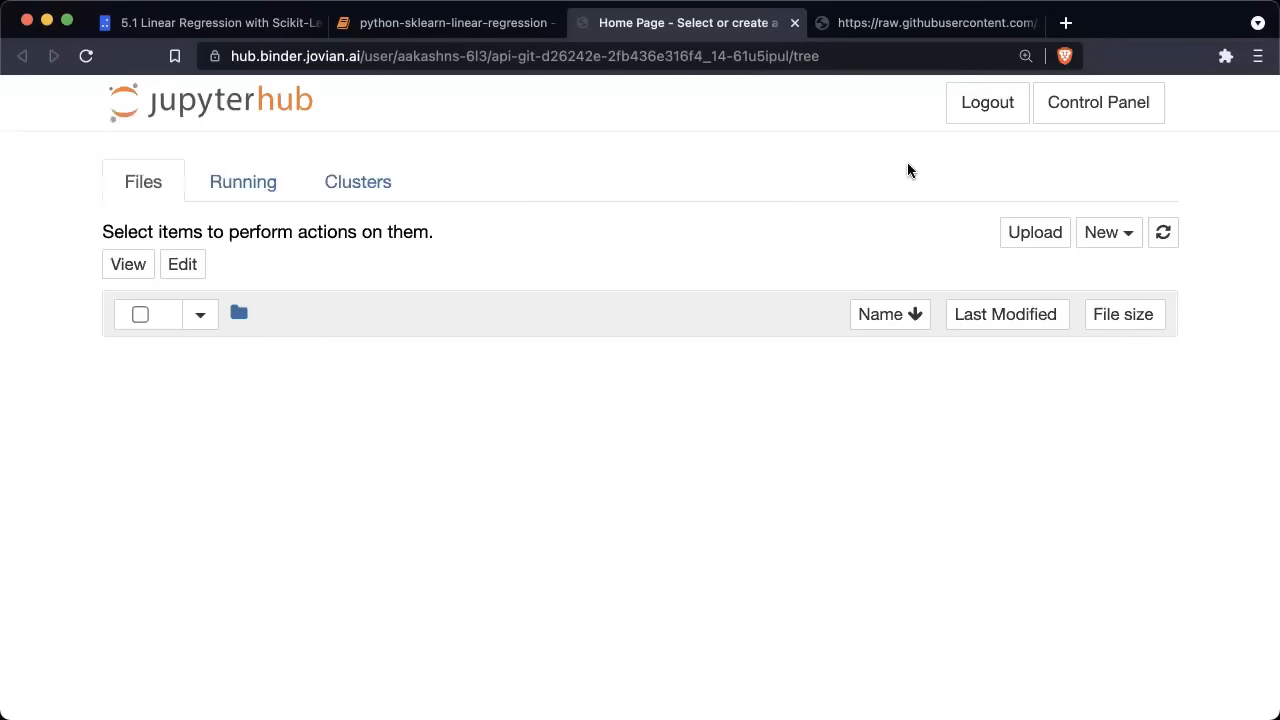 5.1 Linear Regression with Scikit-Le
python-sklearn-linear-regression -
Home Page - Select or create a
https://raw.githubusercontent.com/
hub.binder.jovian.ai/user/aakashns-6l3/api-git-d26242e-2fb436e316f4_14-61u5ipul/tree
jupyterhub
Logout
Control Panel
Files
Running
Clusters
Select items to perform actions on them.
Upload
New
View
Edit
Name
Last Modified
File size